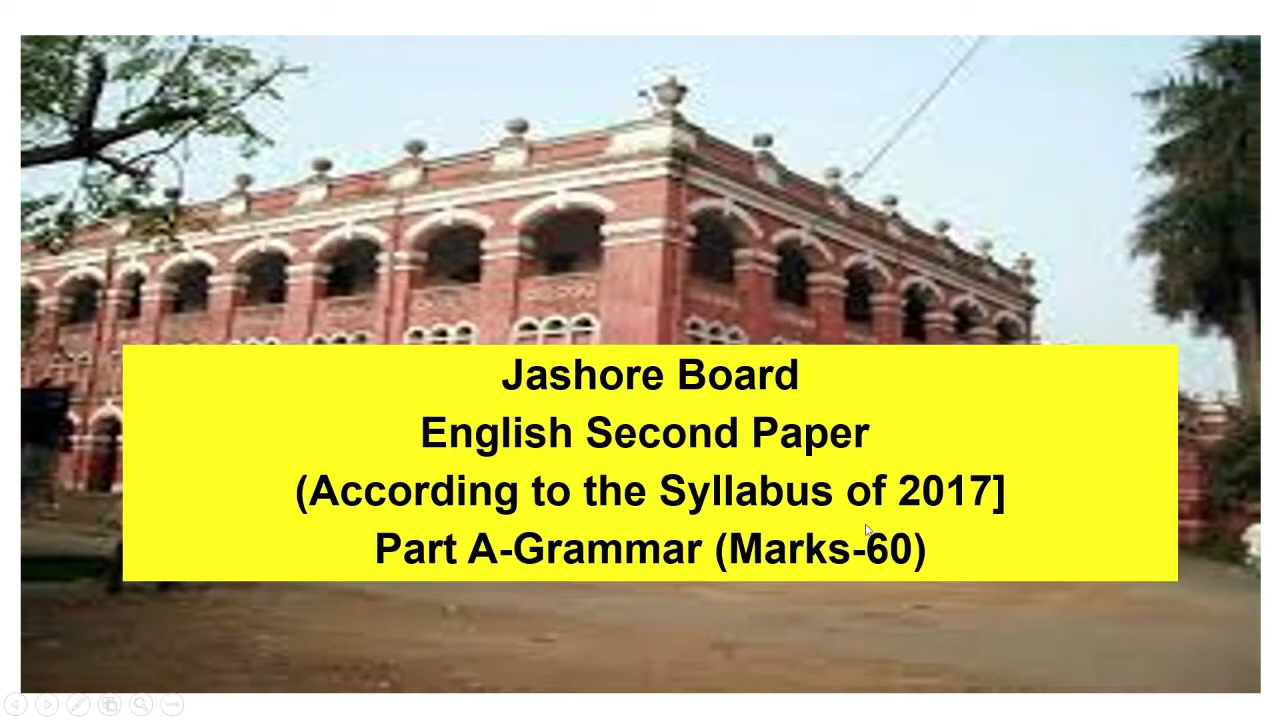 Jashore Board
English Second Paper
(According to the Syllabus of 2017]
Part A-Grammar (Marks-60)